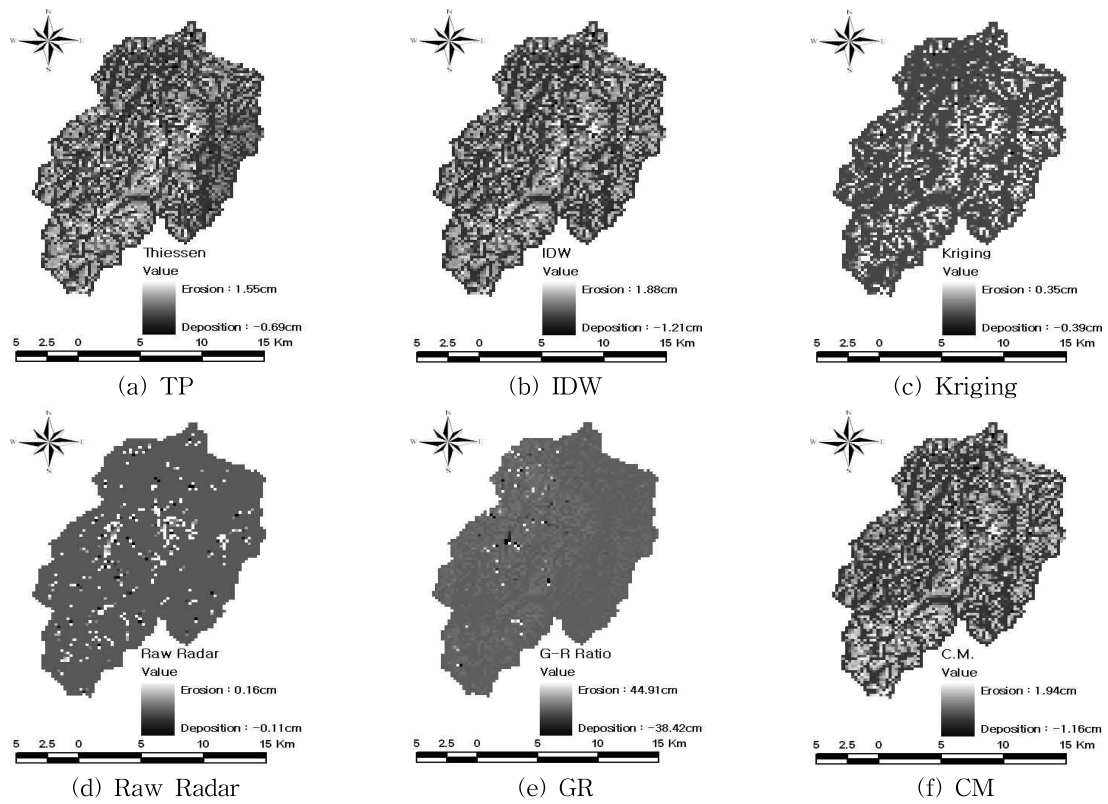 N
W E
S
Thiessen
Value
Erosion : 1.55cm
Deposition : -0.69cm
5 2.5 0 5 10 15 Km
(a) TP
N
W E
S
IDW
Value
Erosion : 1.88cm
Deposition : -1.21cm
5 2.5 0 5 10 15 Km
(b) IDW
N
W E
S
Kriging
Value
Erosion : 0.35cm
Deposition : -0.39cm
5 2.5 0 5 10 15 Km
(c) Kriging
N
W E
S
Raw Radar
Value
Erosion : 0.16cm
Deposition : -0.11cm
5 2.5 0 5 10 15 Km
(d) Raw Radar
N
W E
S
G-R Ratio
Value
Erosion : 44.91cm
Deposition : -38.42cm
5 2.5 0 5 10 15 Km
(e) GR
N
W E
S
C.M.
Value
Erosion : 1.94cm
Deposition : -1.16cm
5 2.5 0 5 10 15 Km
(f) CM